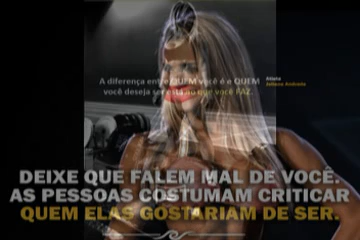 A diferença entre QUEM você é e QUEM
você deseja ser está no que você FAZ.
Atleta
DEIXE QUE FALEM MAL DE VOCÊ.
AS PESSOAS COSTUMAM CRITICAR
QUEM ELAS GOSTARIAM DE SER.